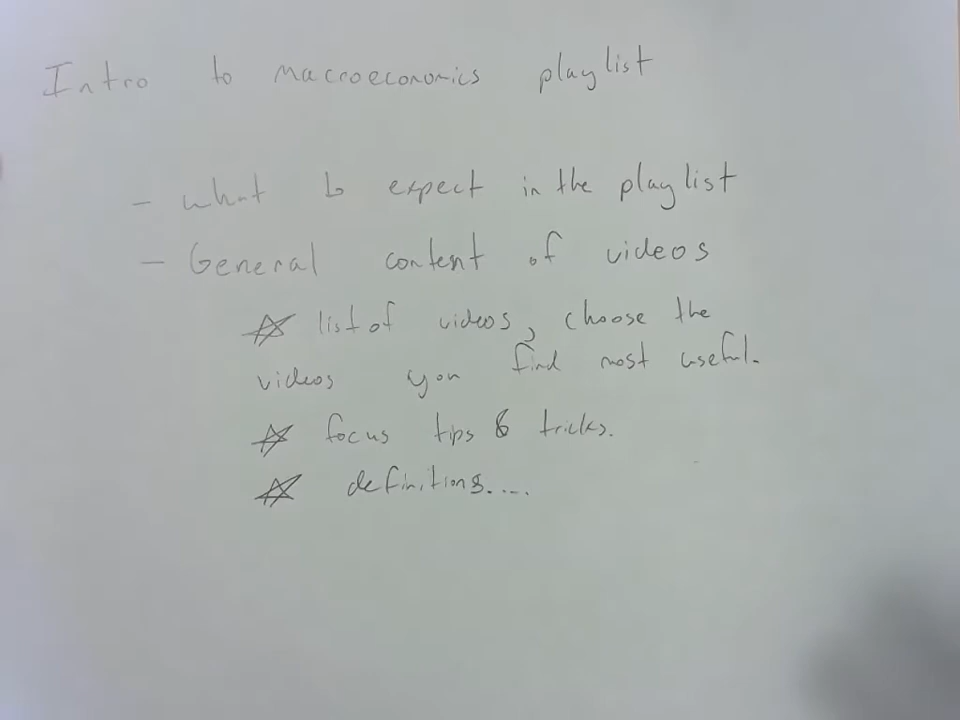 Intro to macroeconomics playlist
- what to expect in the playlist
- General content of videos
☆ list of videos, choose the
videos you find most useful.
☆ focus tips & tricks.
☆ definitions....